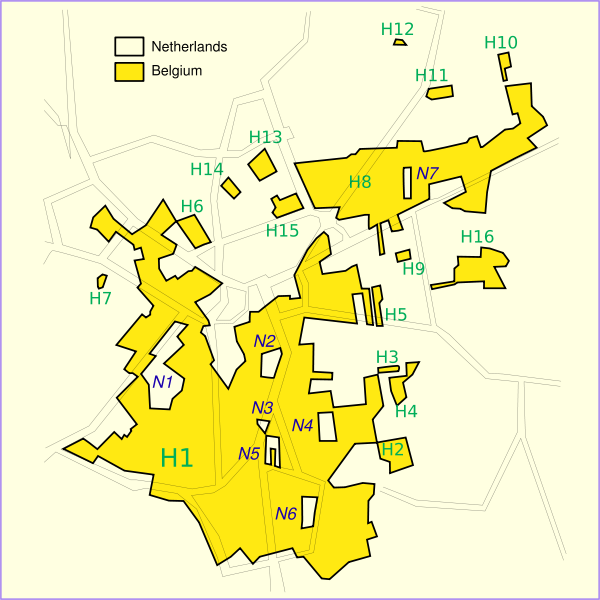 H12
Netherlands
H10
Belgium
H11
H13
H14
N7
H8
H6
H15
H16
H9
H7
H5
N2
H3
N1
N3
H4
N4
H1
N5
H2
N6